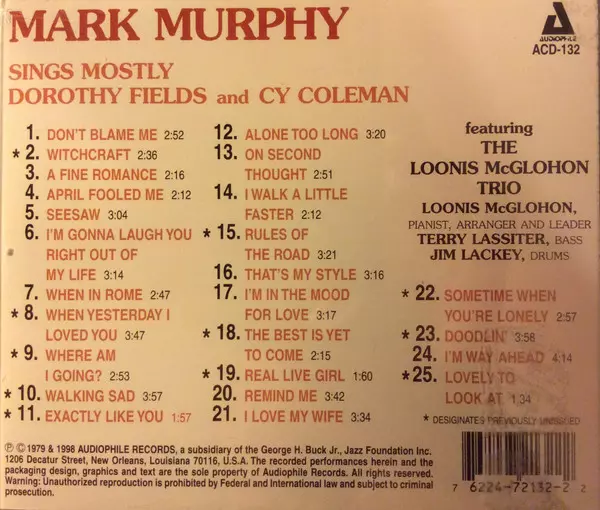 MARK MURPHY
SINGS MOSTLY
DOROTHY FIELDS and CY COLEMAN
AUDIOPHILE
ACD-132
1. DON'T BLAME ME 2:52
* 2. WITCHCRAFT 2:36
3. A FINE ROMANCE 2:16
4. APRIL FOOLED ME 2:12
5. SEESAW 3:04
6. I'M GONNA LAUGH YOU
RIGHT OUT OF
MY LIFE 3:14
7. WHEN IN ROME 2:47
* 8. WHEN YESTERDAY I
LOVED YOU 3:47
* 9. WHERE AM
I GOING? 2:53
* 10. WALKING SAD 3:57
* 11. EXACTLY LIKE YOU 1:57
12. ALONE TOO LONG 3:20
13. ON SECOND
THOUGHT 2:51
14. I WALK A LITTLE
FASTER 2:12
* 15. RULES OF
THE ROAD 3:21
16. THAT'S MY STYLE 3:16
17. I'M IN THE MOOD
FOR LOVE 3:17
* 18. THE BEST IS YET
TO COME 2:15
* 19. REAL LIVE GIRL 1:60
20. REMIND ME 3:42
21. I LOVE MY WIFE 3:34
featuring
THE
LOONIS McGLOHON
TRIO
LOONIS McGLOHON,
PIANIST, ARRANGER AND LEADER
TERRY LASSITER, BASS
JIM LACKEY, DRUMS
* 22. SOMETIME WHEN
YOU'RE LONELY 2:57
* 23. DOODLIN' 3:58
24. I'M WAY AHEAD 4:14
* 25. LOVELY TO
LOOK AT 1:34
* DESIGNATES PREVIOUSLY UNISSUED
℗ © 1979 & 1998 AUDIOPHILE RECORDS, a subsidiary of the George H. Buck Jr., Jazz Foundation Inc.
1206 Decatur Street, New Orleans, Louisiana 70116, U.S.A. The recorded performances herein and the
packaging design, graphics and text are the sole property of Audiophile Records. All rights reserved.
Warning: Unauthorized reproduction is prohibited by Federal and International law and subject to criminal
prosecution.
7 62247-2132-2 2